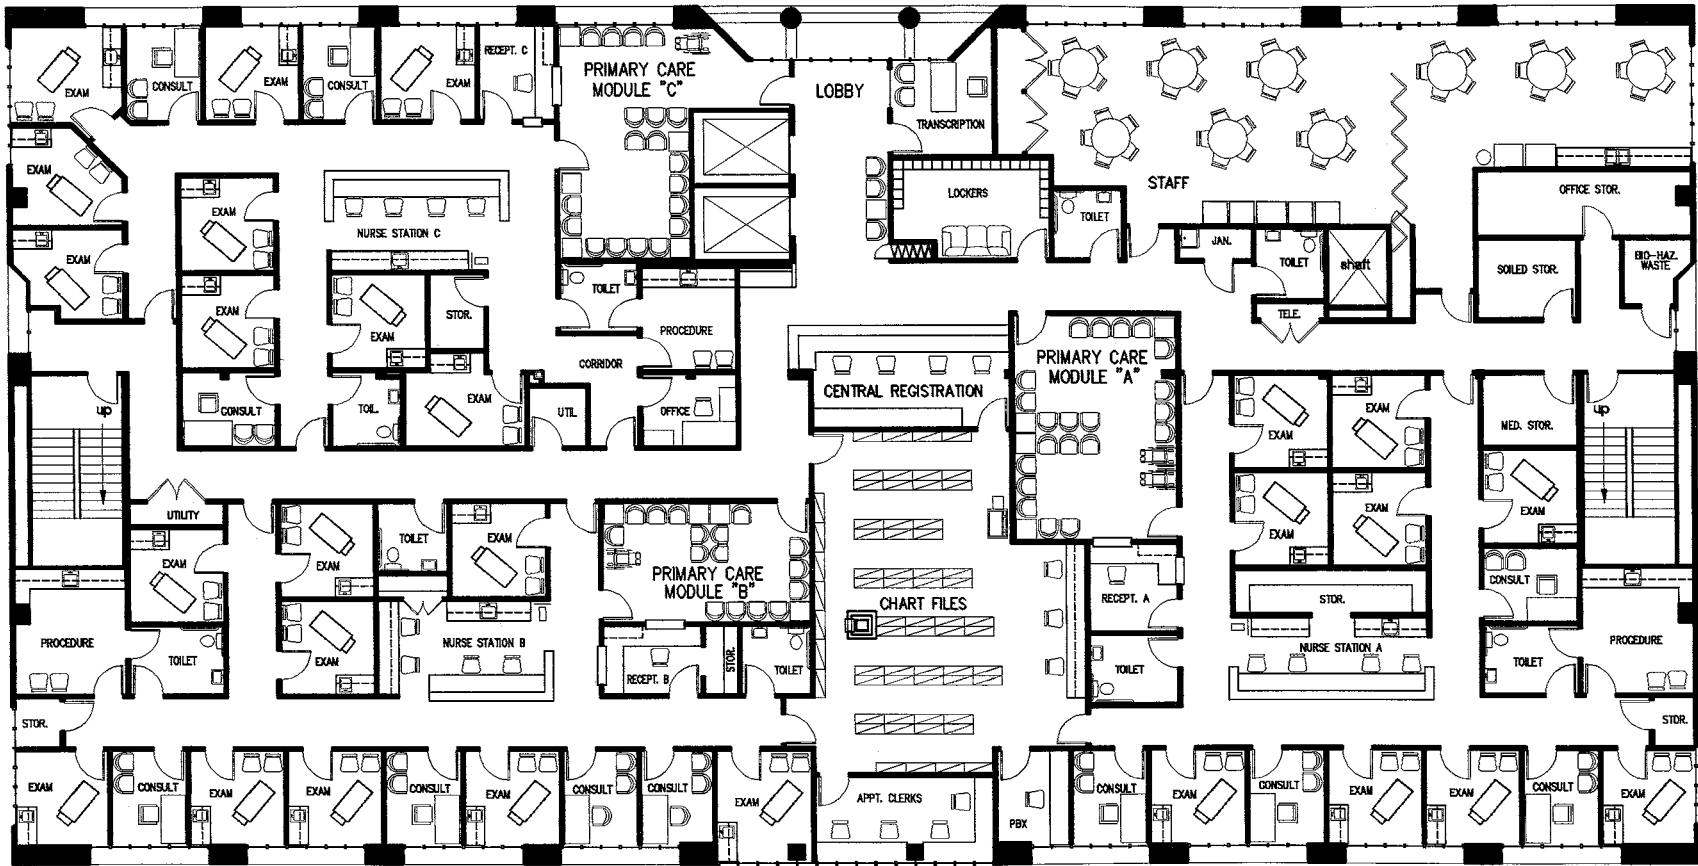 EXAM
CONSULT
EXAM
CONSULT
EXAM
RECEPT. C
PRIMARY CARE
MODULE "C"
LOBBY
TRANSCRIPTION
STAFF
LOCKERS
TOILET
OFFICE STOR.
EXAM
EXAM
EXAM
NURSE STATION C
JAN.
TOILET
shaft
SOILED STOR.
BIO-HAZ.
WASTE
EXAM
EXAM
STOR.
TOILET
PROCEDURE
TELE.
EXAM
CORRIDOR
PRIMARY CARE
MODULE "A"
CENTRAL REGISTRATION
up
CONSULT
TOIL.
EXAM
UTIL
OFFICE
EXAM
EXAM
MED. STOR.
up
UTILITY
EXAM
TOILET
EXAM
EXAM
EXAM
EXAM
EXAM
PRIMARY CARE
MODULE "B"
CHART FILES
RECEPT. A
STOR.
CONSULT
PROCEDURE
TOILET
EXAM
NURSE STATION B
RECEPT. B
STOR.
TOILET
TOILET
NURSE STATION A
TOILET
PROCEDURE
STOR.
STOR.
EXAM
CONSULT
EXAM
EXAM
CONSULT
EXAM
CONSULT
CONSULT
EXAM
APPT. CLERKS
PBX
CONSULT
EXAM
CONSULT
EXAM
EXAM
CONSULT
EXAM